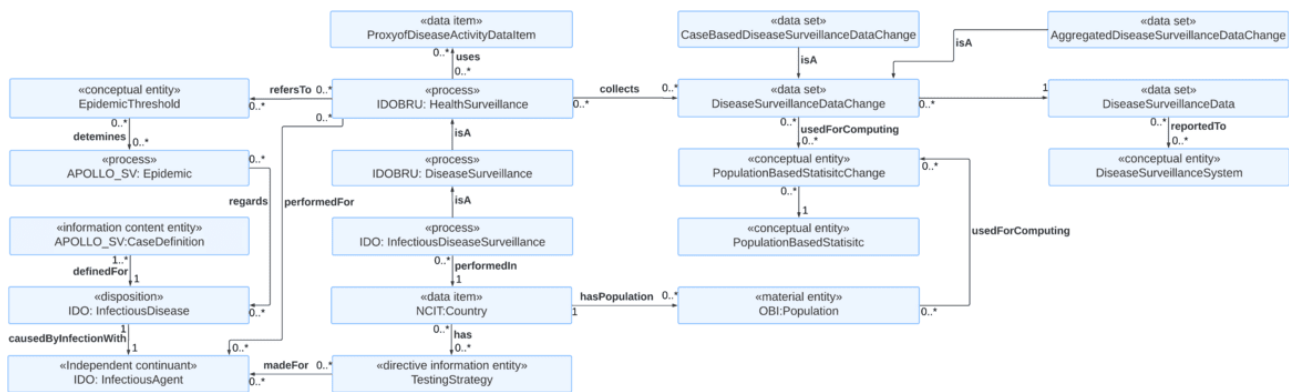 «data item»
ProxyofDiseaseActivityDataItem
«data set»
CaseBasedDiseaseSurveillanceDataChange
«data set»
AggregatedDiseaseSurveillanceDataChange
0..*
uses
0..*
isA
isA
«conceptual entity»
EpidemicThreshold
refersTo
0..*
0..*
«process»
IDOBRU: HealthSurveillance
0..*
collects
0..*
«data set»
DiseaseSurveillanceDataChange
0..*
1
«data set»
DiseaseSurveillanceData
0..*
detemines
0..*
0..*
isA
0..*
usedForComputing
0..*
0..*
reportedTo
0..*
«process»
APOLLO_SV: Epidemic
0..*
regards
performedFor
«process»
IDOBRU: DiseaseSurveillance
isA
«conceptual entity»
PopulationBasedStatisitcChange
0..*
«conceptual entity»
DiseaseSurveillanceSystem
0..*
1
«information content entity»
APOLLO_SV:CaseDefinition
«process»
IDO: InfectiousDiseaseSurveillance
«conceptual entity»
PopulationBasedStatisitc
usedForComputing
1..*
definedFor
1
0..*
performedIn
1
«disposition»
IDO: InfectiousDisease
0..*
«data item»
NCIT:Country
hasPopulation
1
0..*
«material entity»
OBI:Population
0..*
1
causedByInfectionWith
1
0..*
0..*
has
0..*
«Independent continuant»
IDO: InfectiousAgent
madeFor
0..*
0..*
«directive information entity»
TestingStrategy